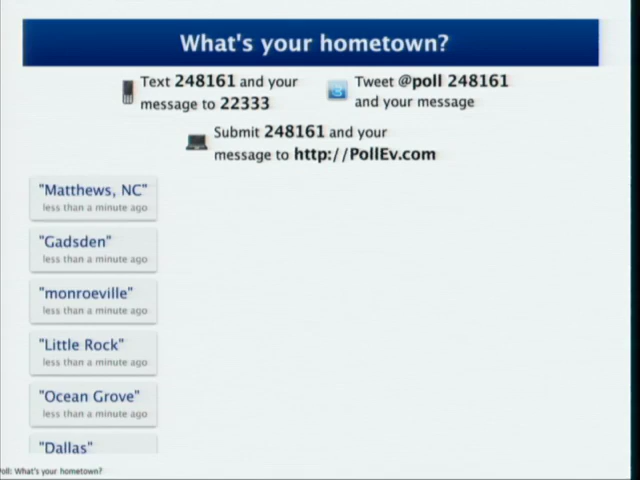 What's your hometown?
Text 248161 and your
message to 22333
Tweet @poll 248161
and your message
Submit 248161 and your
message to http://PollEv.com
"Matthews, NC"
less than a minute ago
"Gadsden"
less than a minute ago
"monroeville"
less than a minute ago
"Little Rock"
less than a minute ago
"Ocean Grove"
less than a minute ago
"Dallas"
oll: What's your hometown?